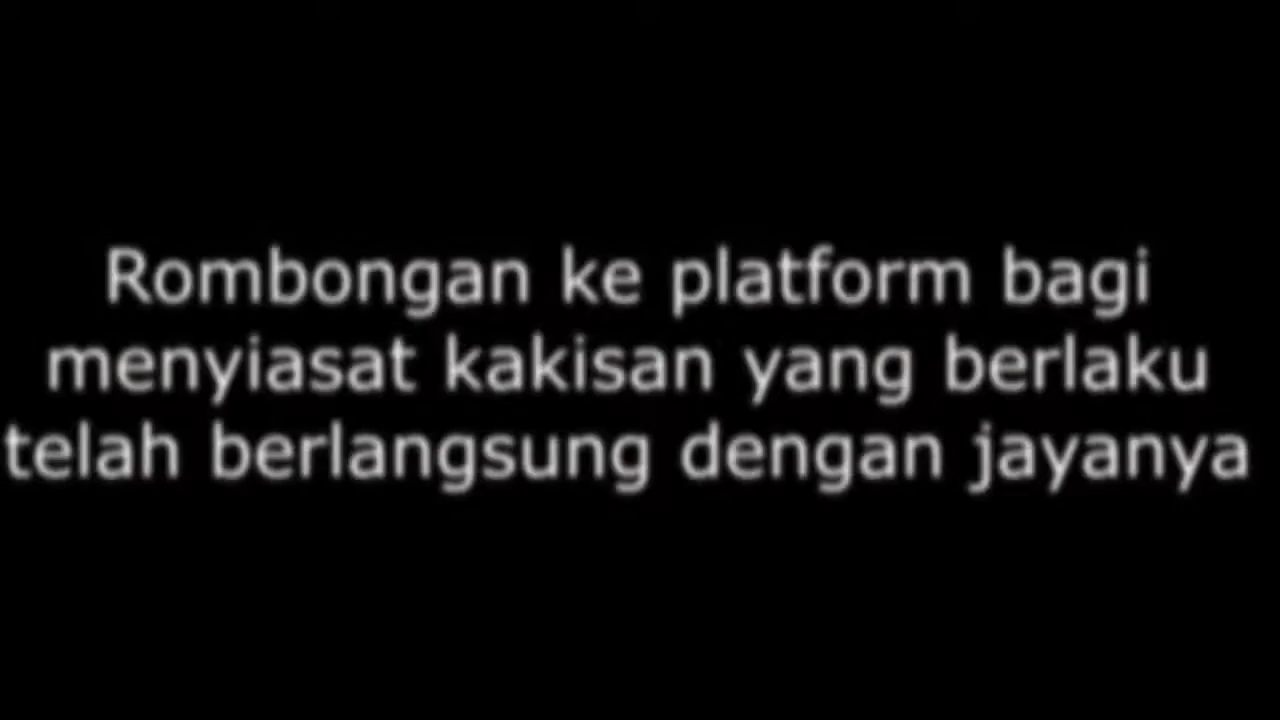 Rombongan ke platform bagi
menyiasat kakisan yang berlaku
telah berlangsung dengan jayanya